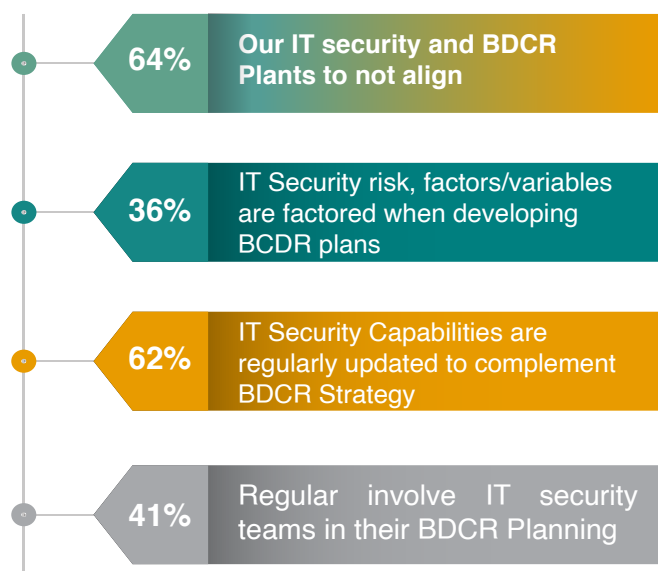 64%
Our IT security and BDCR
Plants to not align
36%
IT Security risk, factors/variables
are factored when developing
BCDR plans
62%
IT Security Capabilities are
regularly updated to complement
BDCR Strategy
41%
Regular involve IT security
teams in their BDCR Planning